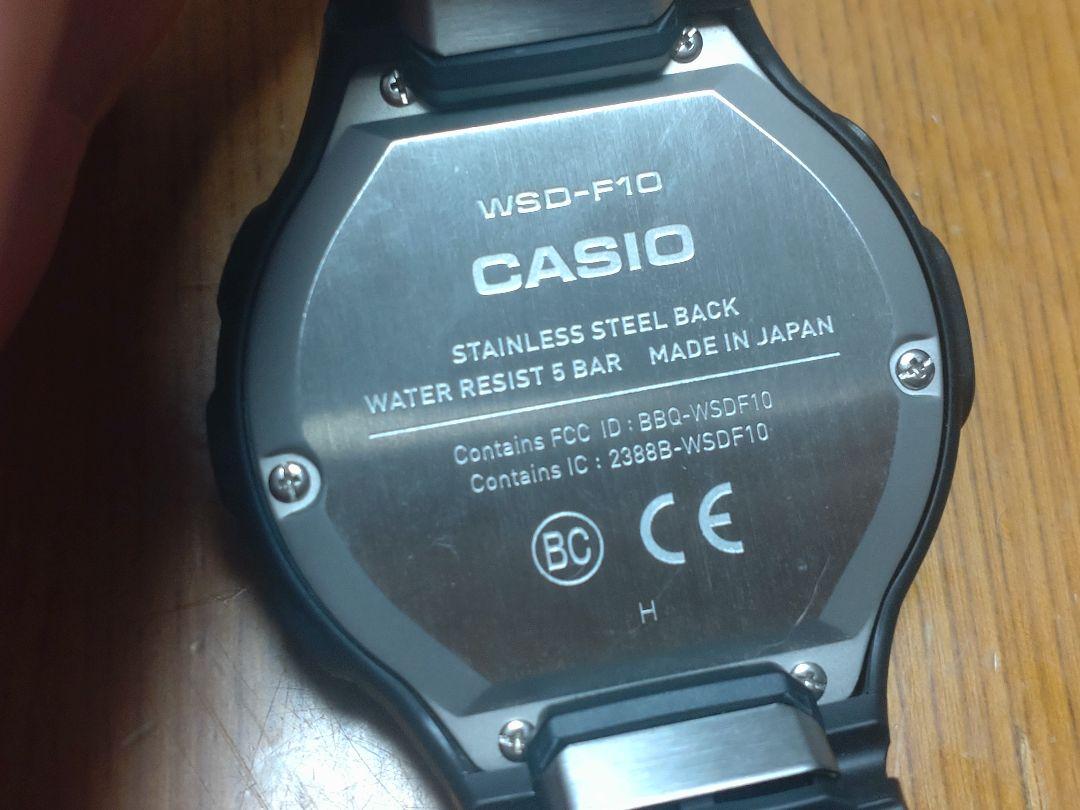 WSD-F10
CASIO
STAINLESS STEEL BACK
WATER RESIST 5 BAR MADE IN JAPAN
Contains FCC ID : BBQ-WSDF10
Contains IC : 2388B-WSDF10
BC CE
H